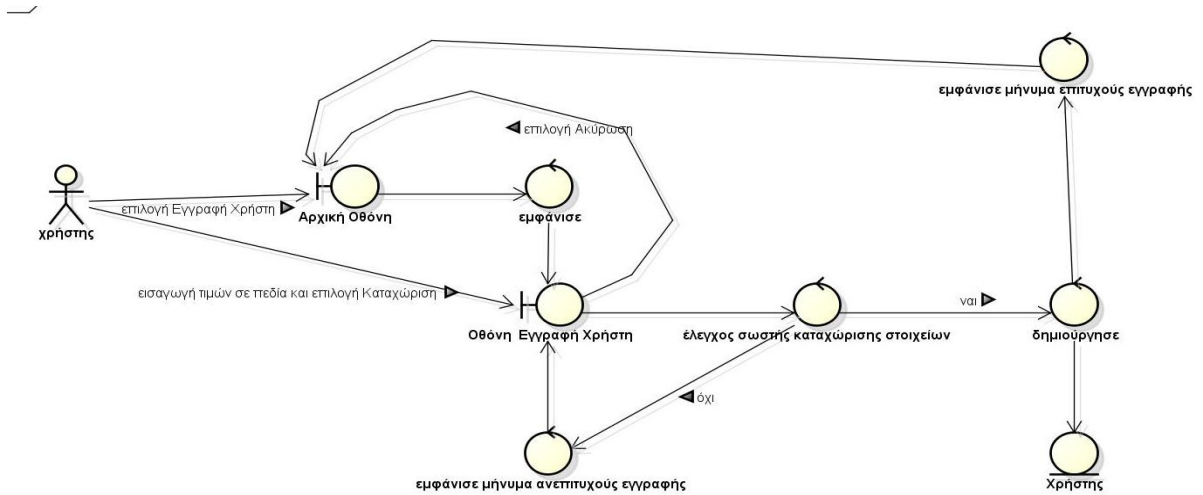 εμφάνισε μήνυμα επιτυχούς εγγραφής
επιλογή Ακύρωση
επιλογή Εγγραφή Χρήστη
Αρχική Οθόνη
εμφάνισε
χρήστης
εισαγωγή τιμών σε πεδία και επιλογή Καταχώριση
ναι
Οθόνη Εγγραφή Χρήστη
έλεγχος σωστής καταχώρισης στοιχείων
δημιούργησε
όχι
εμφάνισε μήνυμα ανεπιτυχούς εγγραφής
Χρήστης